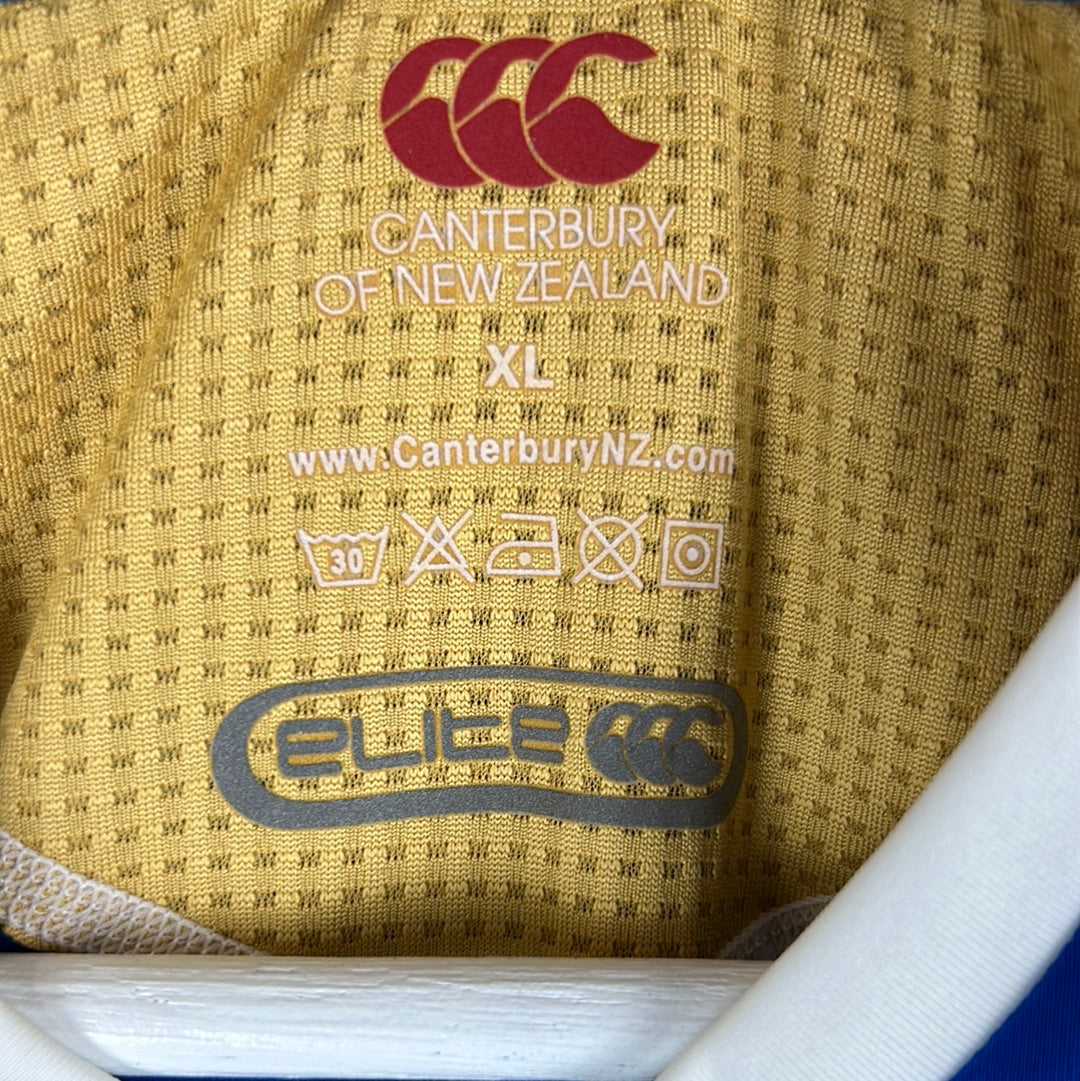 CANTERBURY
OF NEW ZEALAND
XL
www.CanterburyNZ.com
30
eLite